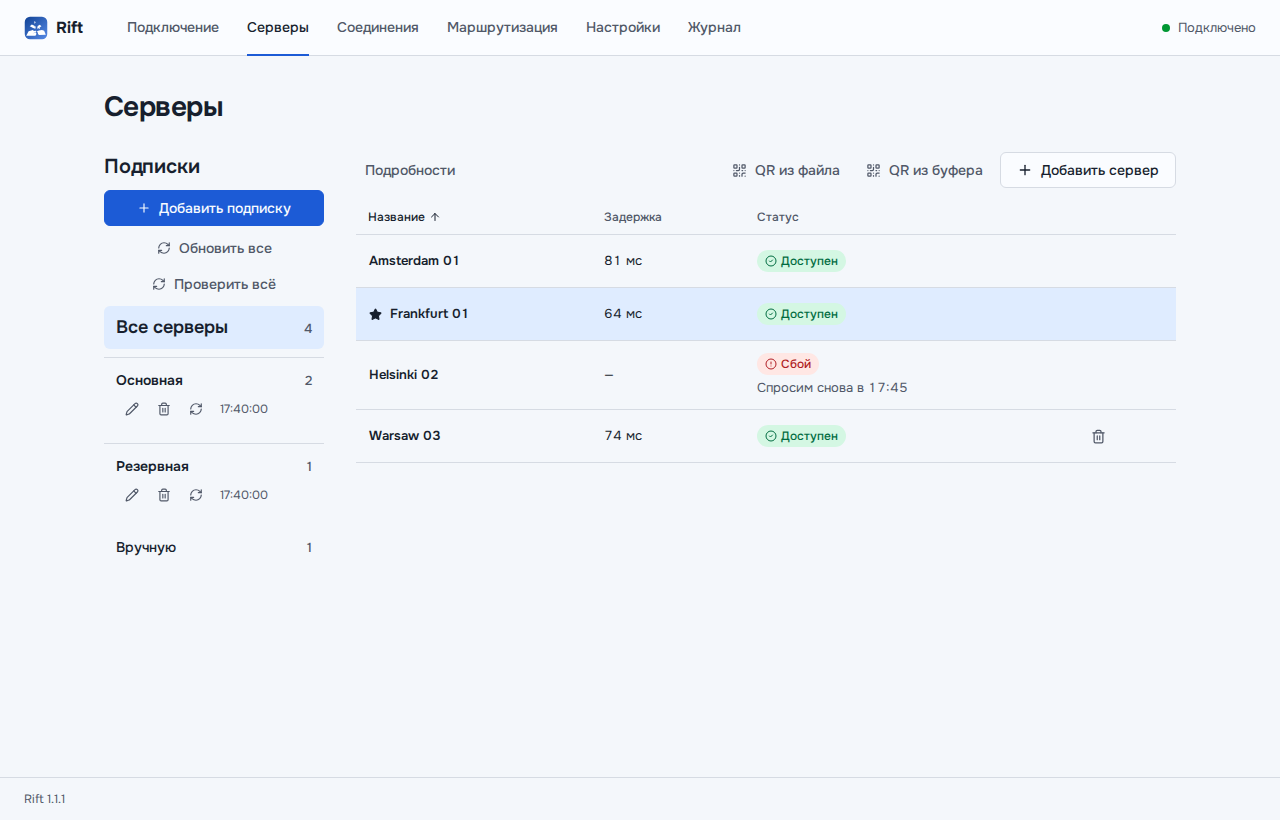 Rift
Подключение Серверы Соединения Маршрутизация Настройки Журнал
Подключено
Серверы
Подписки
Добавить подписку
Обновить все
Проверить всё
Все серверы 4
Основная 2
17:40:00
Резервная 1
17:40:00
Вручную 1
Подробности QR из файла QR из буфера Добавить сервер
Название Задержка Статус
Amsterdam 01 81 мс Доступен
Frankfurt 01 64 мс Доступен
Helsinki 02 – Сбой
Спросим снова в 17:45
Warsaw 03 74 мс Доступен
Rift 1.1.1